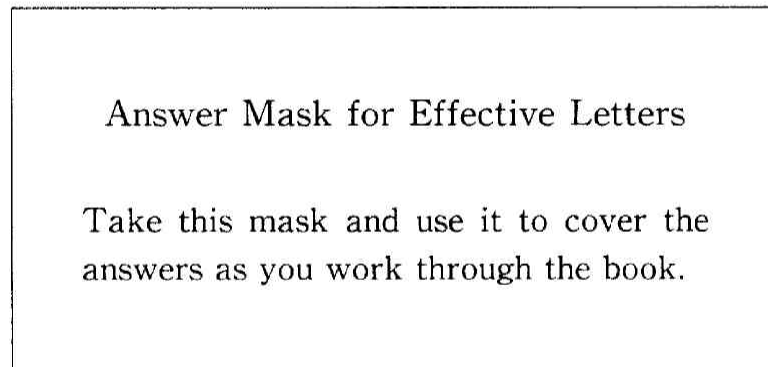 Answer Mask for Effective Letters
Take this mask and use it to cover the
answers as you work through the book.